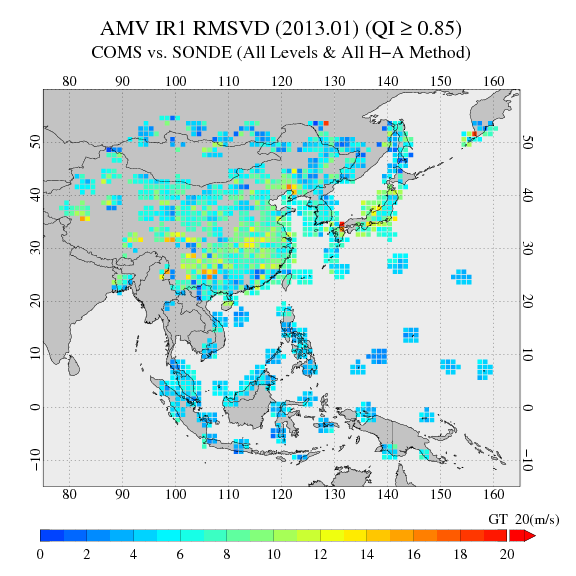 AMV IR1 RMSVD (2013.01) (QI ≥ 0.85)
COMS vs. SONDE (All Levels & All H−A Method)
80 90 100 110 120 130 140 150 160
50 50
40 40
30 30
20 20
10 10
0 0
−10 −10
80 90 100 110 120 130 140 150 160
GT 20(m/s)
0 2 4 6 8 10 12 14 16 18 20